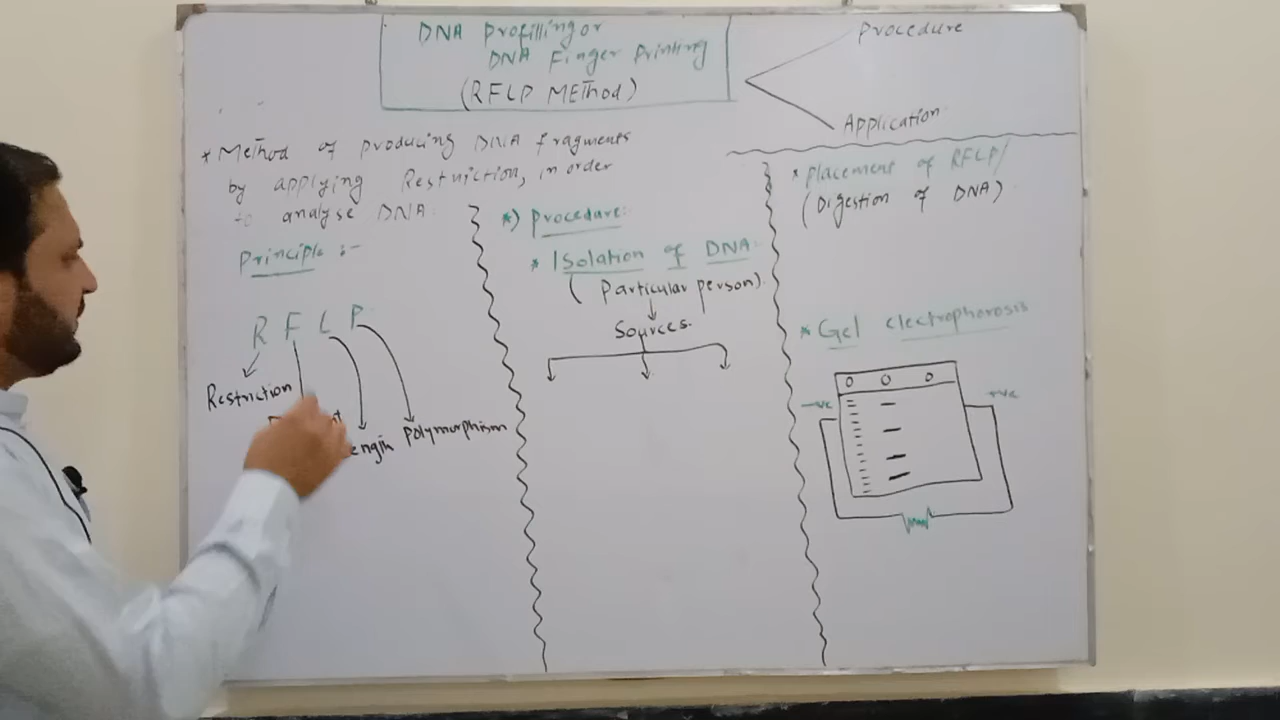 DNA Profilling or
DNA Finger Printing
(RFLP METHod)
Procedure
Application
* Method of producing DNA fragments
by applying Restriction, in order
to analyse DNA.
Principle :-
R F L P
Restriction
Length
Polymorphism
*) Procedure:
* Isolation of DNA.
( Particular person).
Sources.
* Placement of RFLP/
(Digestion of DNA)
* Gel electrophorosis
-ve
+ve